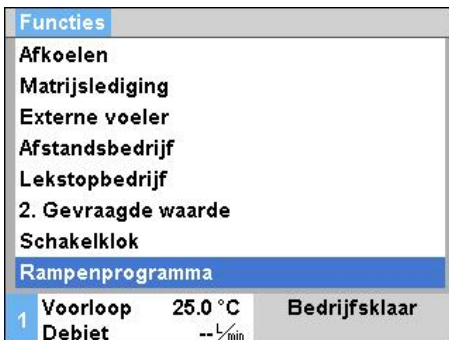 Functies
Afkoelen
Matrijslediging
Externe voeler
Afstandsbedrijf
Lekstopbedrijf
2. Gevraagde waarde
Schakelklok
Rampenprogramma
1 Voorloop 25.0 °C Bedrijfsklaar
Debiet -- L/min